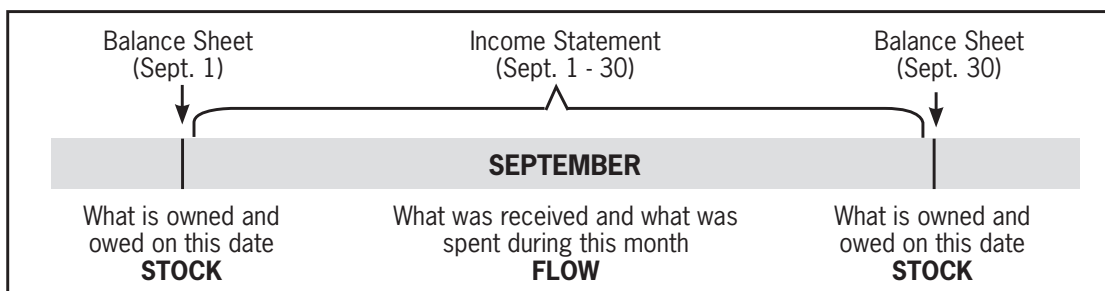 Balance Sheet
(Sept. 1)
Income Statement
(Sept. 1 - 30)
Balance Sheet
(Sept. 30)
SEPTEMBER
What is owned and
owed on this date
STOCK
What was received and what was
spent during this month
FLOW
What is owned and
owed on this date
STOCK